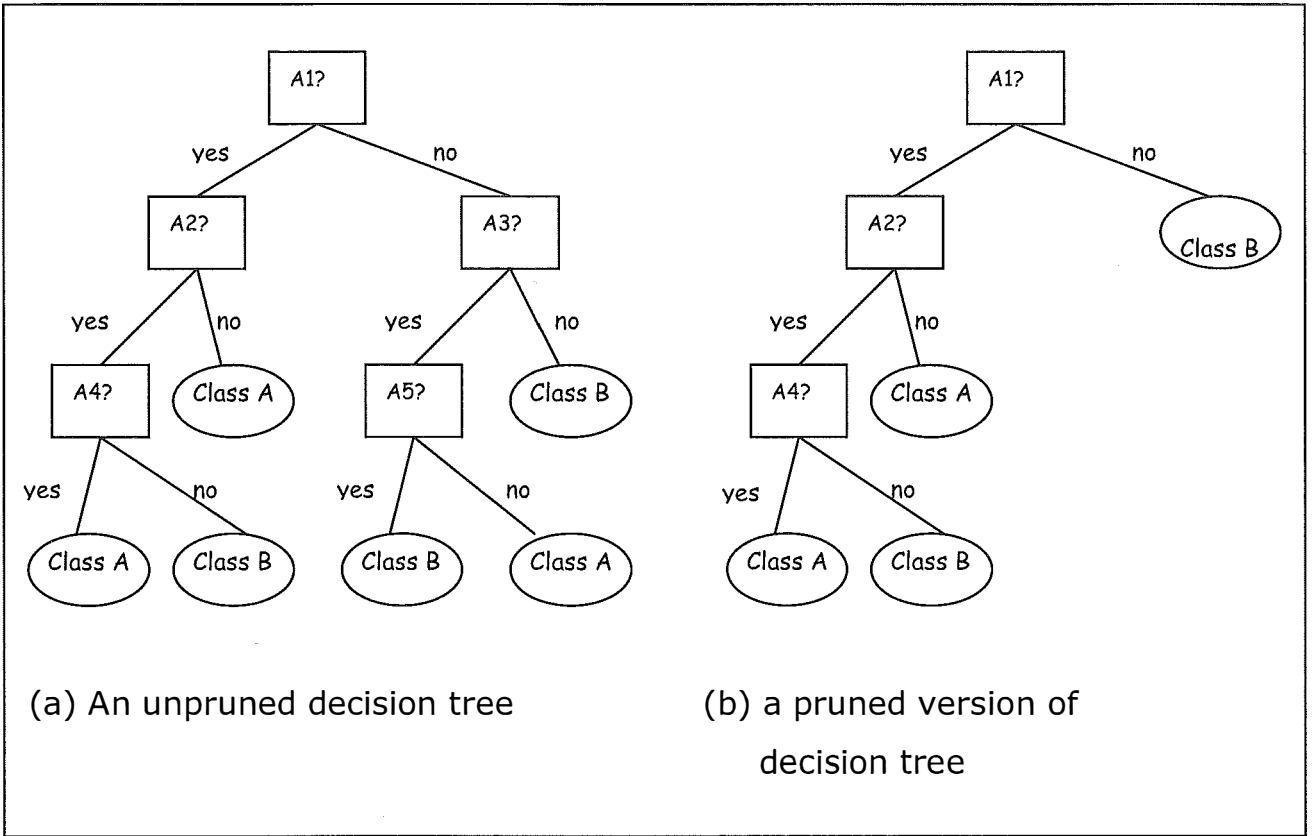 A1?
A1?
yes
no
yes
no
A2?
A3?
A2?
Class B
yes
no
yes
no
yes
no
A4?
Class A
A5?
Class B
A4?
Class A
yes
no
yes
no
yes
no
Class A
Class B
Class B
Class A
Class A
Class B
(a) An unpruned decision tree
(b) a pruned version of
decision tree